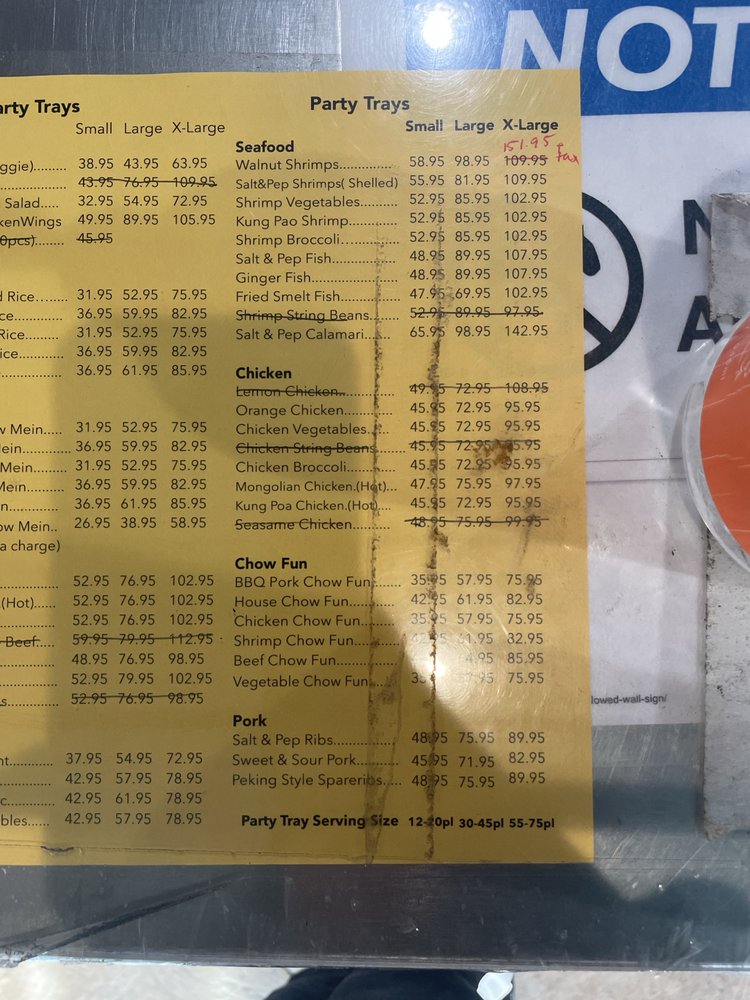 NOT
arty Trays
Small Large X-Large
ggie)......... 38.95 43.95 63.95
43.95 76.95 109.95
Salad..... 32.95 54.95 72.95
kenWings 49.95 89.95 105.95
0pcs)....... 45.95
d Rice....... 31.95 52.95 75.95
ce........... 36.95 59.95 82.95
Rice........ 31.95 52.95 75.95
ice........... 36.95 59.95 82.95
36.95 61.95 85.95
w Mein...... 31.95 52.95 75.95
ein......... 36.95 59.95 82.95
Mein....... 31.95 52.95 75.95
Mein........ 36.95 59.95 82.95
n........... 36.95 61.95 85.95
ow Mein.. 26.95 38.95 58.95
a charge)
52.95 76.95 102.95
(Hot)...... 52.95 76.95 102.95
52.95 76.95 102.95
Beef 59.95 79.95 112.95
48.95 76.95 98.95
52.95 79.95 102.95
s............ 52.95 76.95 98.95
nt........... 37.95 54.95 72.95
42.95 57.95 78.95
c............ 42.95 61.95 78.95
bles...... 42.95 57.95 78.95
Party Trays
Small Large X-Large
151.95
Seafood
Walnut Shrimps.............. 58.95 98.95 109.95 tax
Salt&Pep Shrimps( Shelled) 55.95 81.95 109.95
Shrimp Vegetables......... 52.95 85.95 102.95
Kung Pao Shrimp........... 52.95 85.95 102.95
Shrimp Broccoli.............. 52.95 85.95 102.95
Salt & Pep Fish............... 48.95 89.95 107.95
Ginger Fish.................... 48.95 89.95 107.95
Fried Smelt Fish............. 47.95 69.95 102.95
Shrimp String Beans....... 52.95 89.95 97.95
Salt & Pep Calamari....... 65.95 98.95 142.95
Chicken
Lemon Chicken.. 49.95 72.95 108.95
Orange Chicken............. 45.95 72.95 95.95
Chicken Vegetables....... 45.95 72.95 95.95
Chicken String Beans 45.95 72.95 95.95
Chicken Broccoli............ 45.95 72.95 95.95
Mongolian Chicken.(Hot)... 47.95 75.95 97.95
Kung Poa Chicken.(Hot).... 45.95 72.95 95.95
Seasame Chicken 48.95 75.95 99.95
Chow Fun
BBQ Pork Chow Fun....... 35.95 57.95 75.95
House Chow Fun............ 42.95 61.95 82.95
Chicken Chow Fun......... 35.95 57.95 75.95
Shrimp Chow Fun........... 61.95 82.95
Beef Chow Fun.............. 85.95
Vegetable Chow Fun...... 75.95
Pork
Salt & Pep Ribs............... 48.95 75.95 89.95
Sweet & Sour Pork......... 45.95 71.95 82.95
Peking Style Spareribs..... 48.95 75.95 89.95
Party Tray Serving Size 12-20pl 30-45pl 55-75pl
lowed-wall-sign/